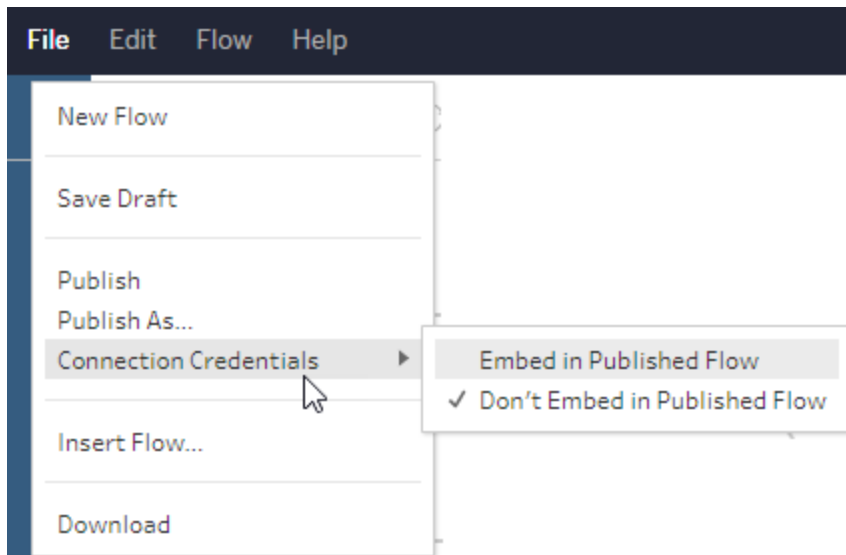 File Edit Flow Help
New Flow
Save Draft
Publish
Publish As...
Connection Credentials
Embed in Published Flow
Don't Embed in Published Flow
Insert Flow...
Download